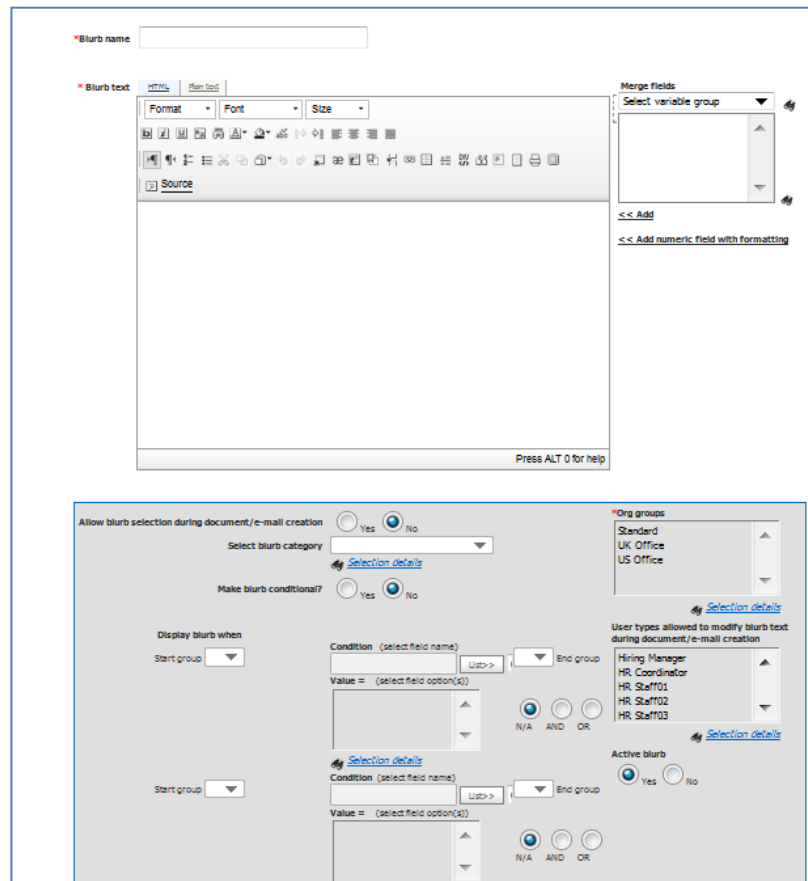 *Blurb name
* Blurb text
HTML
Plain text
Merge fields
Format
Font
Size
Select variable group
Source
<< Add
<< Add numeric field with formatting
Press ALT 0 for help
Allow blurb selection during document/e-mail creation
Yes
No
*Org groups
Standard
UK Office
US Office
Select blurb category
Selection details
Make blurb conditional?
Yes
No
Selection details
User types allowed to modify blurb text
during document/e-mail creation
Hiring Manager
HR Coordinator
HR Staff01
HR Staff02
HR Staff03
Selection details
Display blurb when
Start group
Condition (select field name)
List>>
End group
Value = (select field option(s))
N/A
AND
OR
Selection details
Active blurb
Yes
No
Start group
Condition (select field name)
List>>
End group
Value = (select field option(s))
N/A
AND
OR